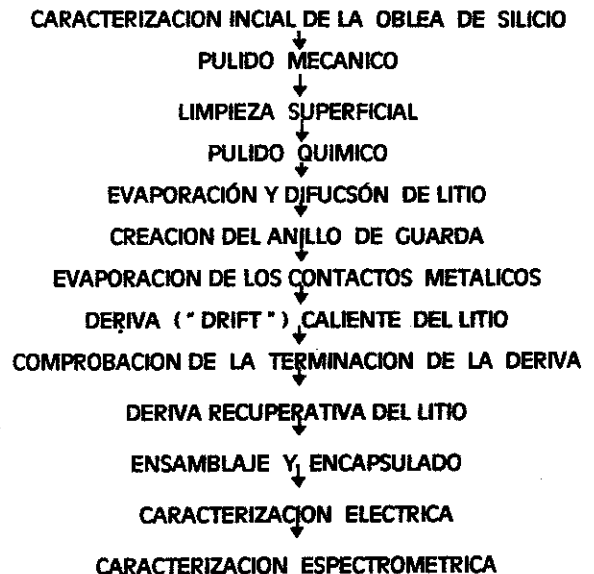 CARACTERIZACION INCIAL DE LA OBLEA DE SILICIO
PULIDO MECANICO
LIMPIEZA SUPERFICIAL
PULIDO QUIMICO
EVAPORACIÓN Y DIFUCSÓN DE LITIO
CREACION DEL ANILLO DE GUARDA
EVAPORACION DE LOS CONTACTOS METALICOS
DERIVA ("DRIFT") CALIENTE DEL LITIO
COMPROBACION DE LA TERMINACION DE LA DERIVA
DERIVA RECUPERATIVA DEL LITIO
ENSAMBLAJE Y ENCAPSULADO
CARACTERIZACION ELECTRICA
CARACTERIZACION ESPECTROMETRICA